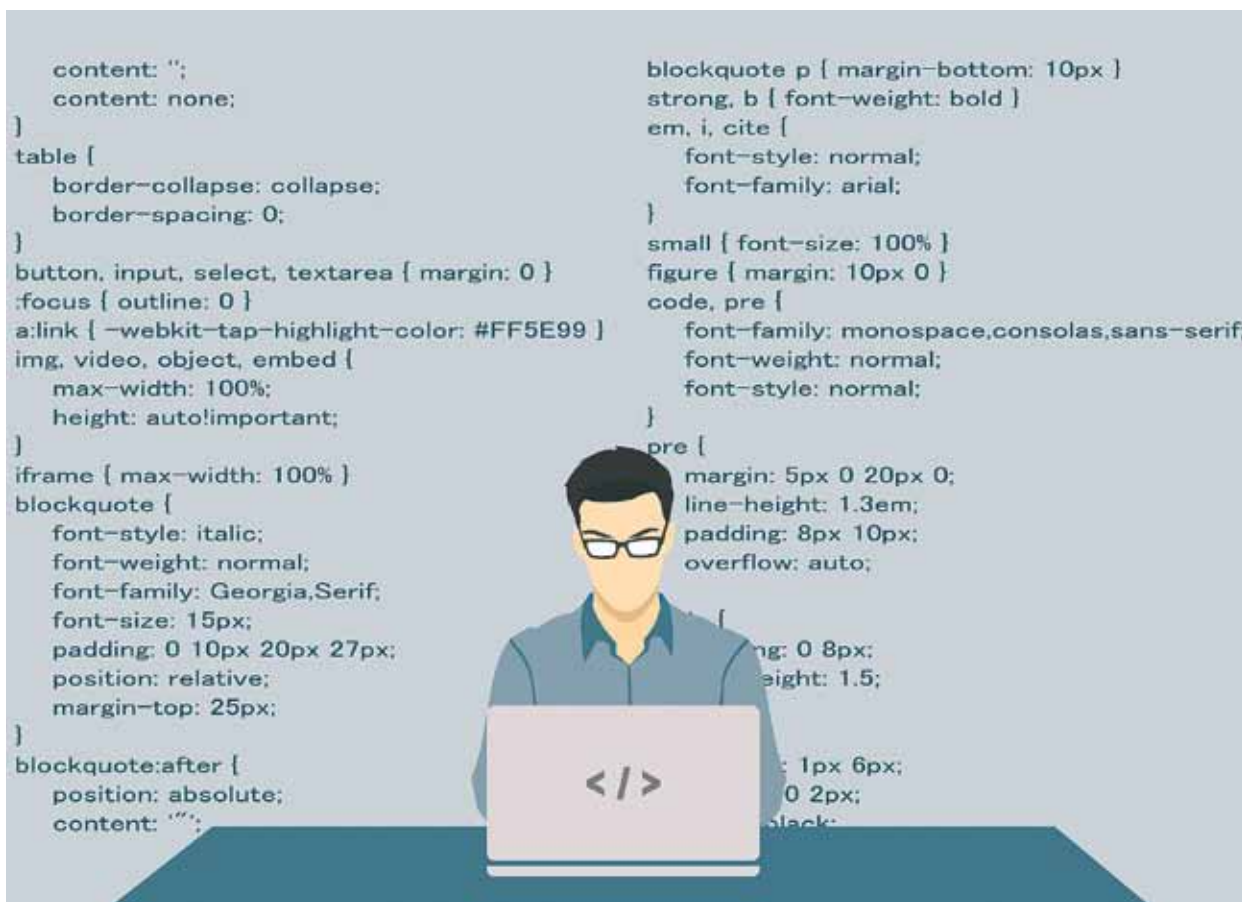 content: '';
content: none;
}
table {
border-collapse: collapse;
border-spacing: 0;
}
button, input, select, textarea { margin: 0 }
:focus { outline: 0 }
a:link { -webkit-tap-highlight-color: #FF5E99 }
img, video, object, embed {
max-width: 100%;
height: auto!important;
}
iframe { max-width: 100% }
blockquote {
font-style: italic;
font-weight: normal;
font-family: Georgia,Serif;
font-size: 15px;
padding: 0 10px 20px 27px;
position: relative;
margin-top: 25px;
}
blockquote:after {
position: absolute;
content: '"';
blockquote p { margin-bottom: 10px }
strong, b { font-weight: bold }
em, i, cite {
font-style: normal;
font-family: arial;
}
small { font-size: 100% }
figure { margin: 10px 0 }
code, pre {
font-family: monospace,consolas,sans-serif;
font-weight: normal;
font-style: normal;
}
pre {
margin: 5px 0 20px 0;
line-height: 1.3em;
padding: 8px 10px;
overflow: auto;
{
ng: 0 8px;
eight: 1.5;
: 1px 6px;
0 2px;
black;
</>